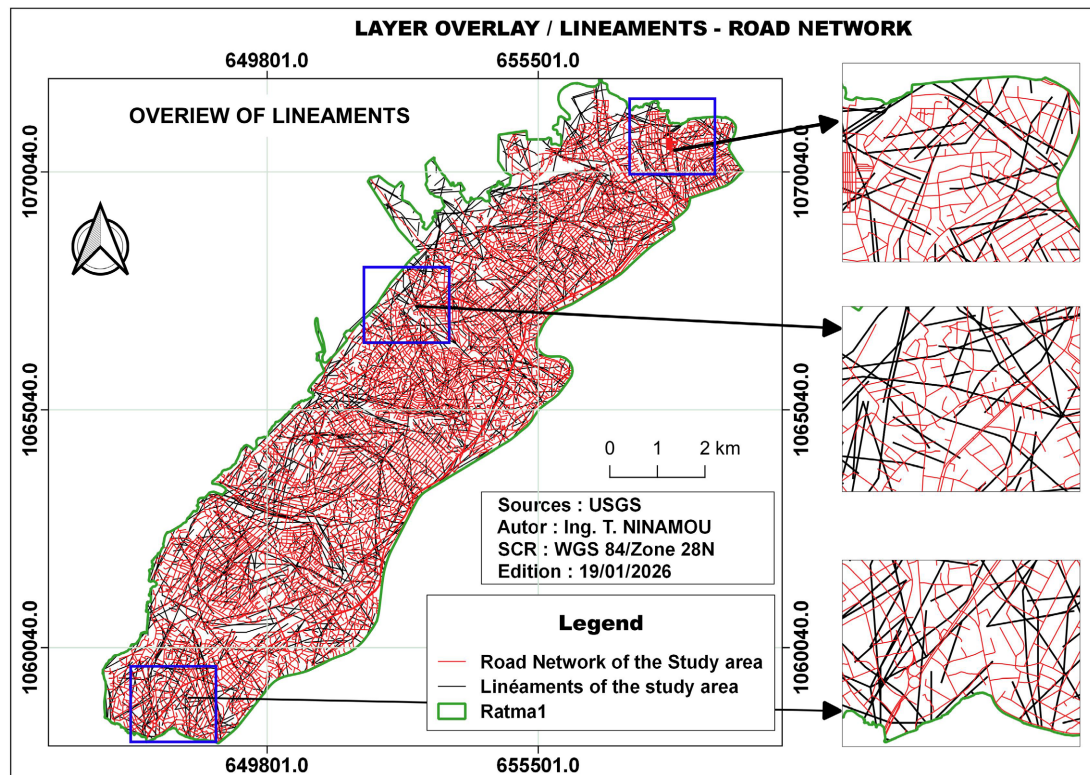 LAYER OVERLAY / LINEAMENTS - ROAD NETWORK
649801.0 655501.0
OVERIEW OF LINEAMENTS
1070040.0 1070040.0
1065040.0 1065040.0
1060040.0 1060040.0
0 1 2 km
Sources : USGS
Autor : Ing. T. NINAMOU
SCR : WGS 84/Zone 28N
Edition : 19/01/2026
Legend
Road Network of the Study area
Linéaments of the study area
Ratma1
649801.0 655501.0